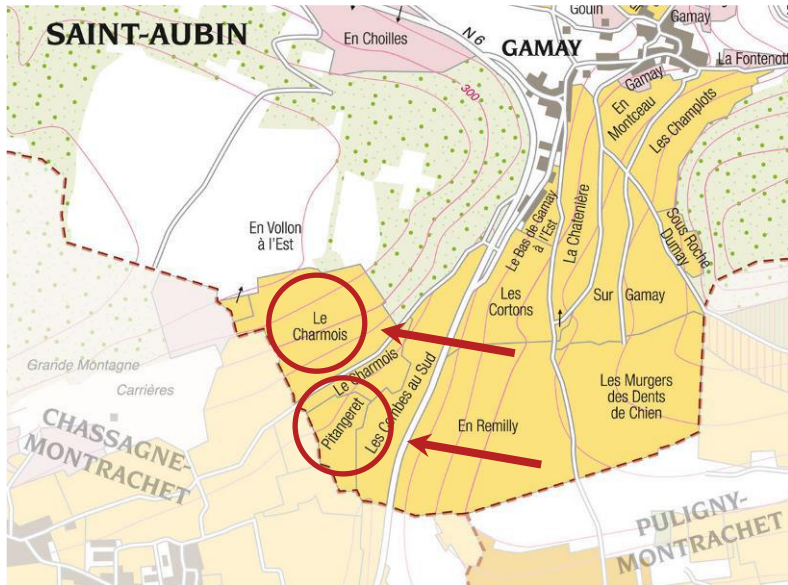 SAINT-AUBIN
En Choilles
N 6
GAMAY
Gouin
Gamay
La Fontenott
300
Gamay
En
Montceau
Les Champlots
En Vollon
à l'Est
Le Bas de Gamay
à l'Est
La Chatenière
Sous Roche
Dumay
Les
Cortons
Sur Gamay
Le
Charmois
Le Charmois
Grande Montagne
Carrières
Pitangeret
Les Combes au Sud
En Remilly
Les Murgers
des Dents
de Chien
CHASSAGNE-
MONTRACHET
PULIGNY-
MONTRACHET